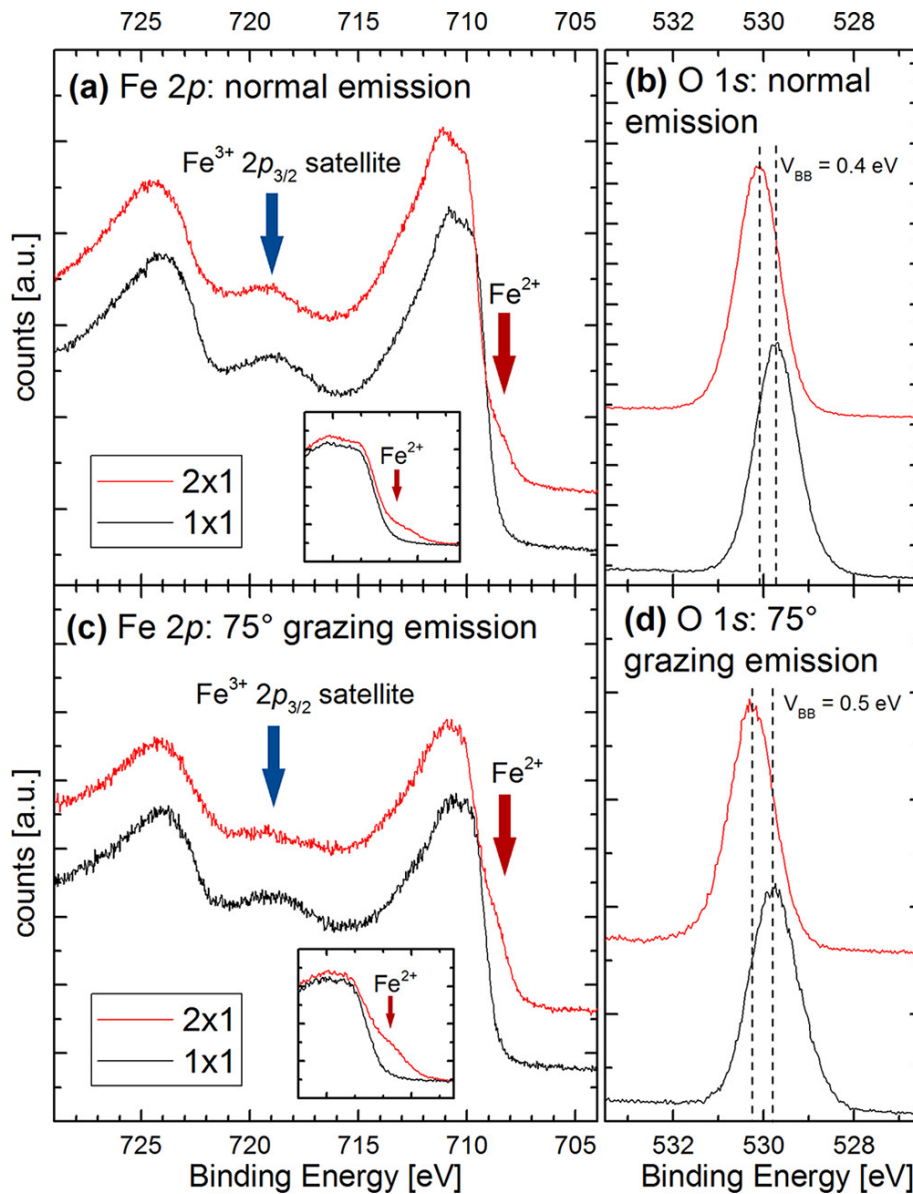 725 720 715 710 705
532 530 528
(a) Fe 2p: normal emission
Fe³⁺ 2p₃/₂ satellite
Fe²⁺
Fe²⁺
2x1
1x1
counts [a.u.]
(b) O 1s: normal
emission
V_BB = 0.4 eV
(c) Fe 2p: 75° grazing emission
Fe³⁺ 2p₃/₂ satellite
Fe²⁺
Fe²⁺
2x1
1x1
counts [a.u.]
(d) O 1s: 75°
grazing emission
V_BB = 0.5 eV
725 720 715 710 705
532 530 528
Binding Energy [eV]
Binding Energy [eV]